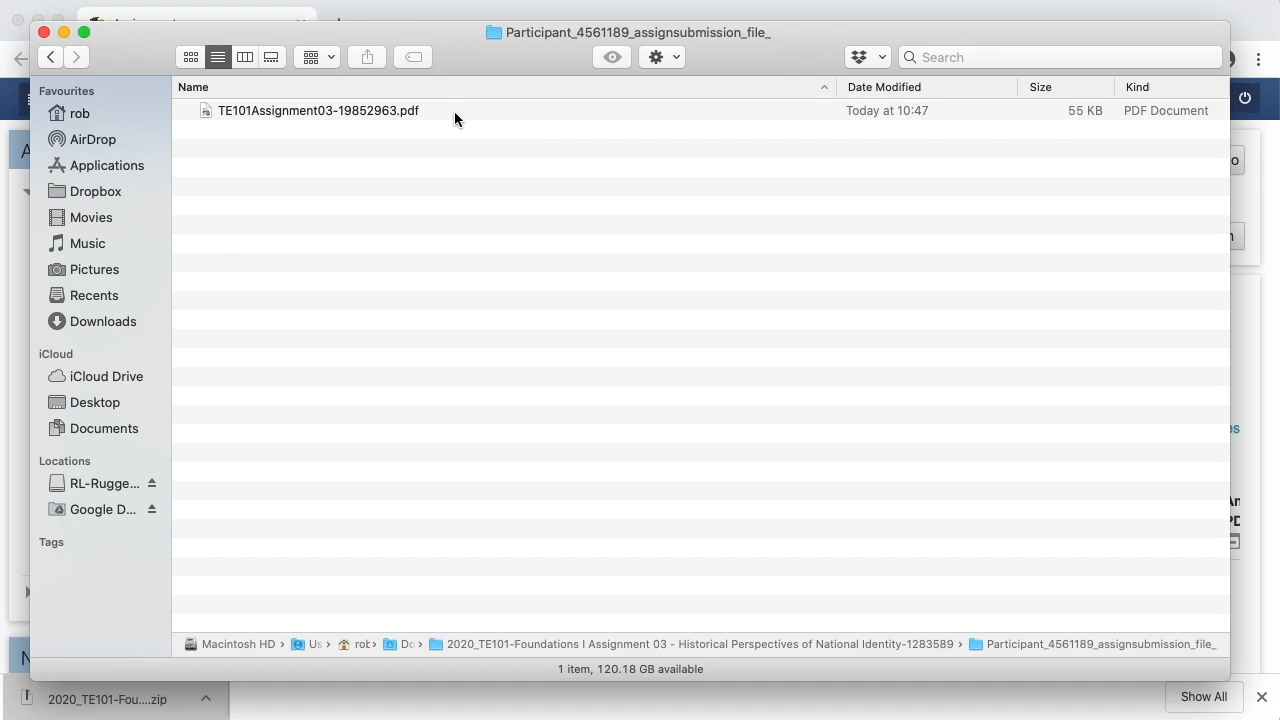 Participant_4561189_assignsubmission_file_
Search
Favourites
rob
AirDrop
Applications
Dropbox
Movies
Music
Pictures
Recents
Downloads
iCloud
iCloud Drive
Desktop
Documents
Locations
RL-Rugge...
Google D...
Tags
Name Date Modified Size Kind
TE101Assignment03-19852963.pdf Today at 10:47 55 KB PDF Document
Macintosh HD › Us › rob › Do › 2020_TE101-Foundations I Assignment 03 - Historical Perspectives of National Identity-1283589 › Participant_4561189_assignsubmission_file_
1 item, 120.18 GB available
2020_TE101-Fou....zip
Show All